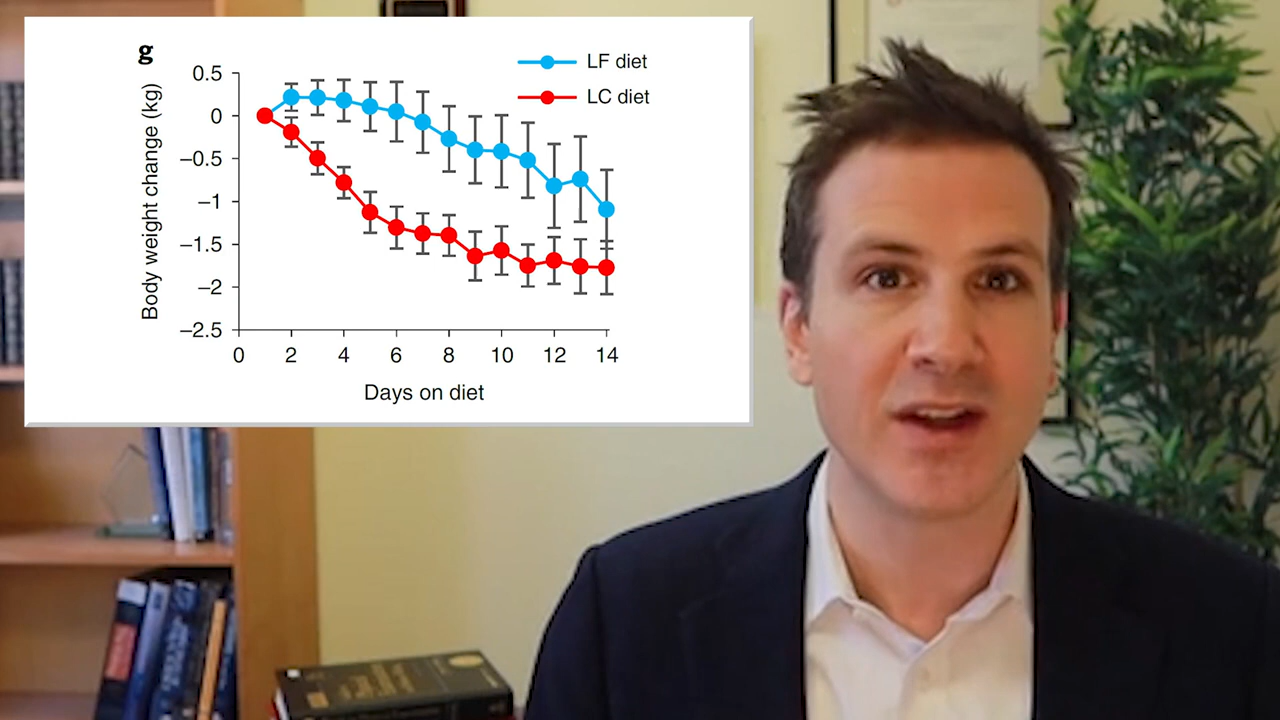 g
LF diet
LC diet
Body weight change (kg)
0.5
0
–0.5
–1
–1.5
–2
–2.5
0 2 4 6 8 10 12 14
Days on diet